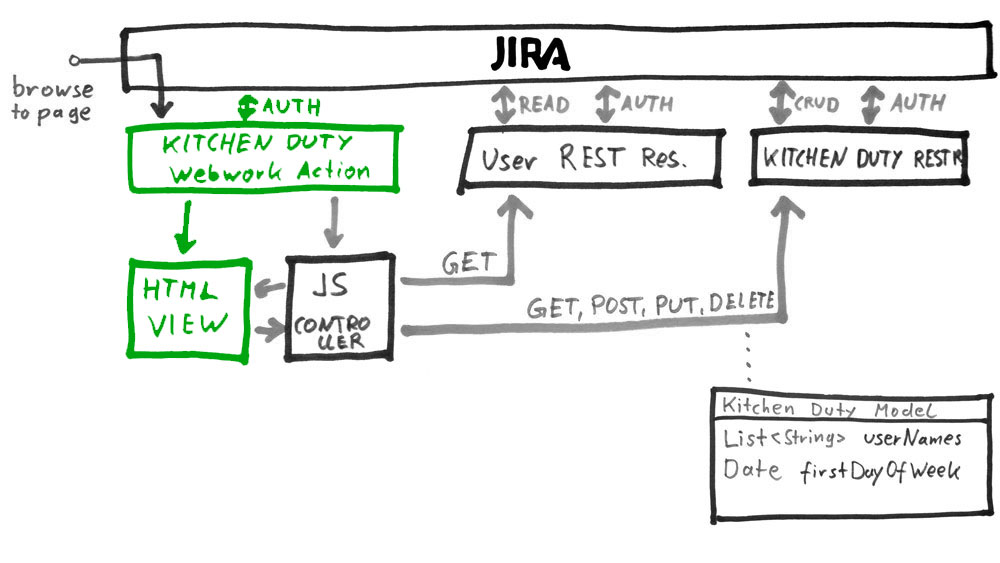 JIRA
browse
to page
AUTH
READ
AUTH
CRUD
AUTH
KITCHEN DUTY
Webwork Action
User REST Res.
KITCHEN DUTY REST R
GET
HTML
VIEW
JS
CONTRO
LLER
GET, POST, PUT, DELETE
Kitchen Duty Model
List<String> userNames
Date firstDayOfWeek